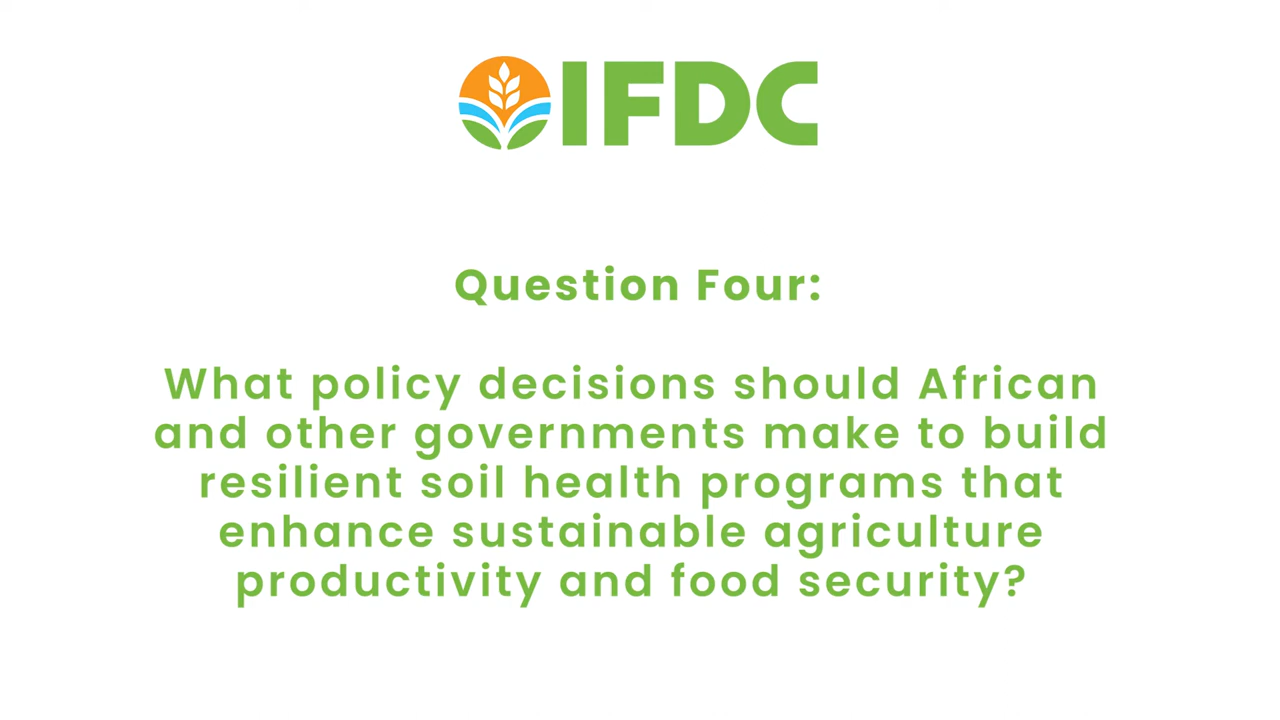 IFDC
Question Four:
What policy decisions should African
and other governments make to build
resilient soil health programs that
enhance sustainable agriculture
productivity and food security?